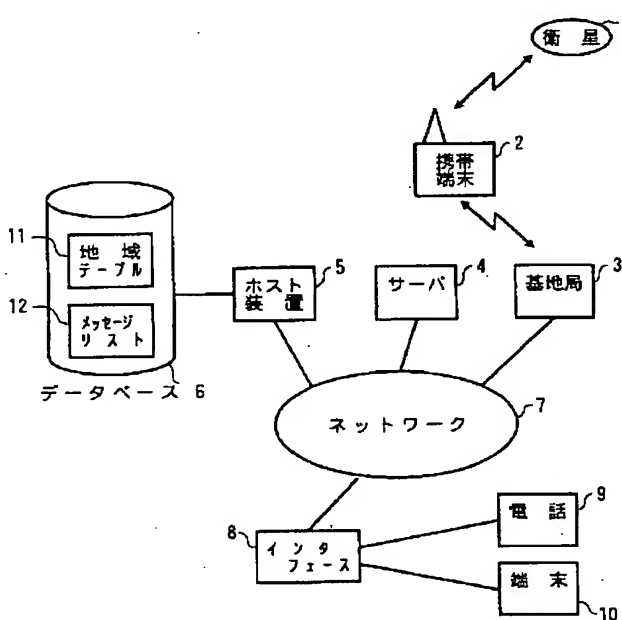 衛 星
2
携帯
端末
11
地 域
テーブル
12
メッセージ
リスト
データベース 6
ホスト
装 置
5
サーバ
4
基地局
3
ネットワーク
7
8
インタ
フェース
電 話
9
端 末
10